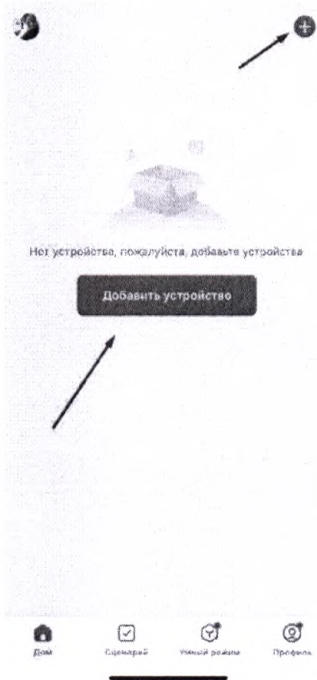 Нет устройства, пожалуйста, добавьте устройства
Добавить устройство
Дом
Сценарий
Умный режим
Профиль